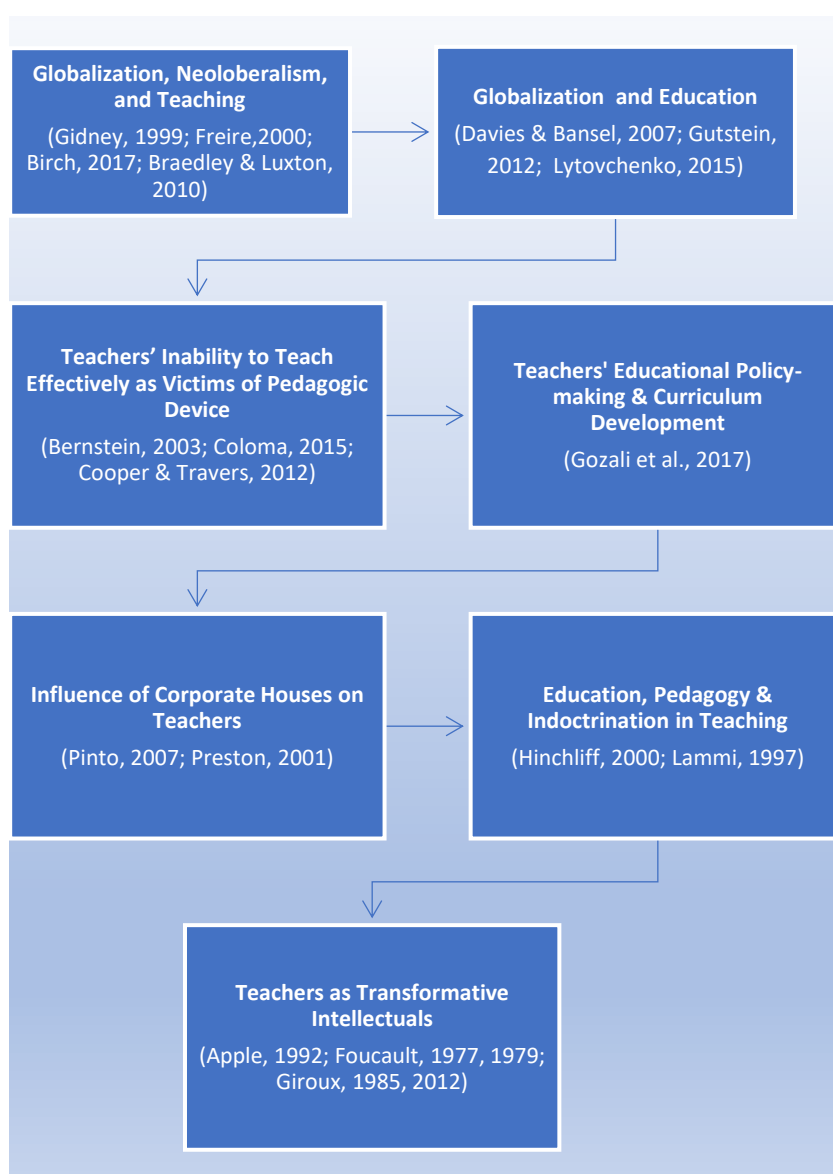 Globalization, Neoloberalism,
and Teaching
(Gidney, 1999; Freire,2000;
Birch, 2017; Braedley & Luxton,
2010)
Globalization and Education
(Davies & Bansel, 2007; Gutstein,
2012; Lytovchenko, 2015)
Teachers’ Inability to Teach
Effectively as Victims of Pedagogic
Device
(Bernstein, 2003; Coloma, 2015;
Cooper & Travers, 2012)
Teachers' Educational Policy-
making & Curriculum
Development
(Gozali et al., 2017)
Influence of Corporate Houses on
Teachers
(Pinto, 2007; Preston, 2001)
Education, Pedagogy &
Indoctrination in Teaching
(Hinchliff, 2000; Lammi, 1997)
Teachers as Transformative
Intellectuals
(Apple, 1992; Foucault, 1977, 1979;
Giroux, 1985, 2012)